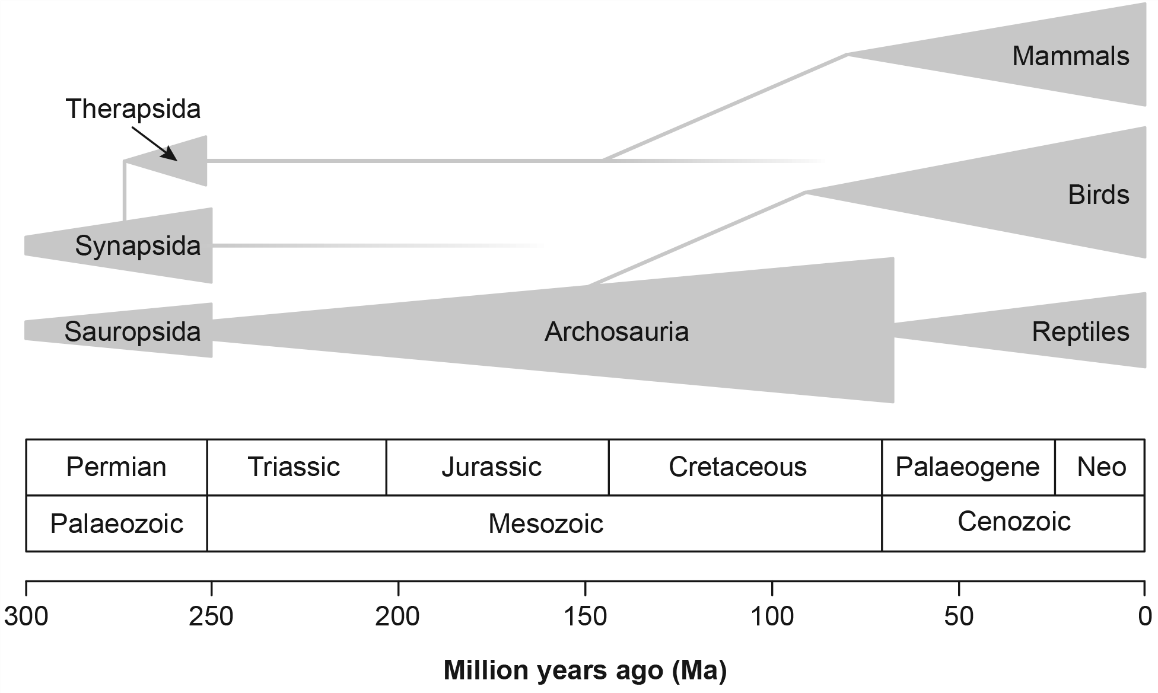 Mammals
Therapsida
Birds
Synapsida
Sauropsida
Archosauria
Reptiles
Permian Triassic Jurassic Cretaceous Palaeogene Neo
Palaeozoic Mesozoic Cenozoic
300 250 200 150 100 50 0
Million years ago (Ma)